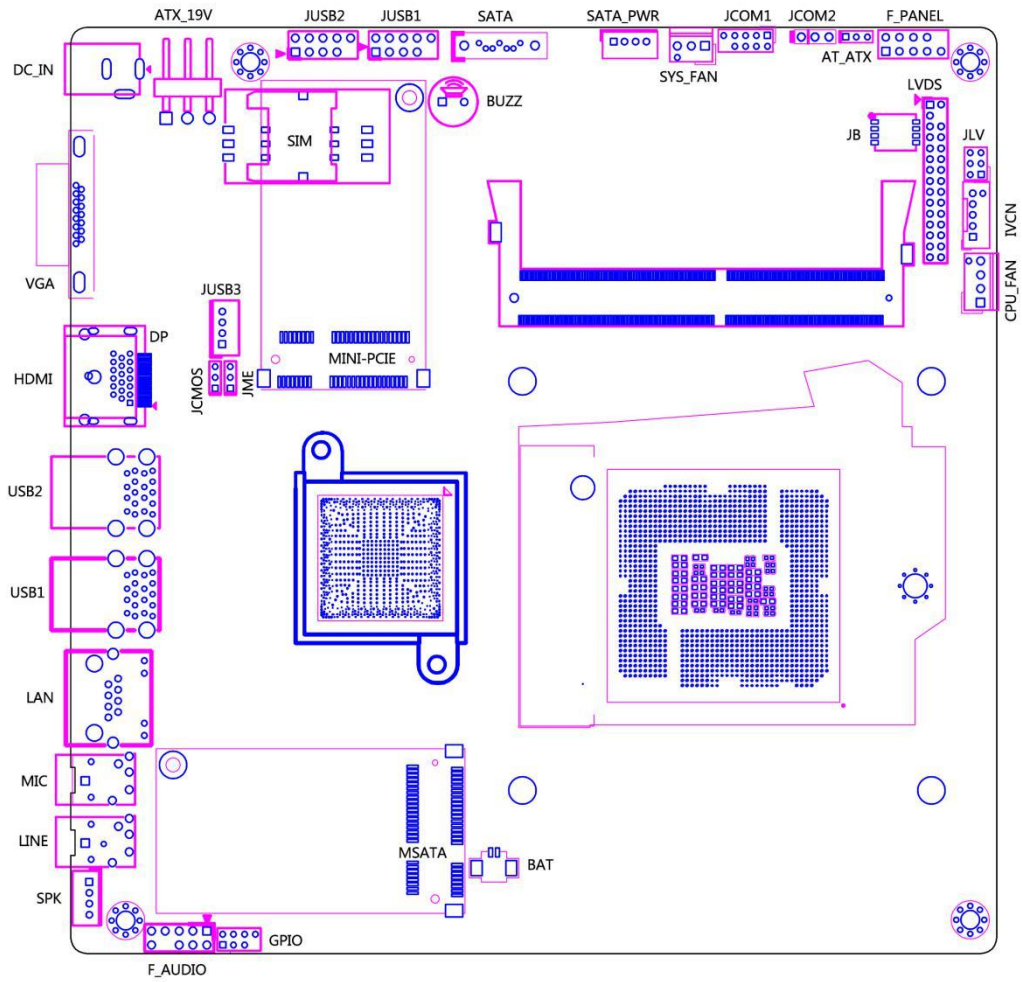 ATX_19V
JUSB2
JUSB1
SATA
SATA_PWR
JCOM1
JCOM2
F_PANEL
DC_IN
SYS_FAN
AT_ATX
BUZZ
LVDS
SIM
JB
JLV
IVCN
VGA
CPU_FAN
JUSB3
DP
MINI-PCIE
HDMI
JCMOS
JME
USB2
USB1
LAN
MIC
LINE
MSATA
BAT
SPK
GPIO
F_AUDIO